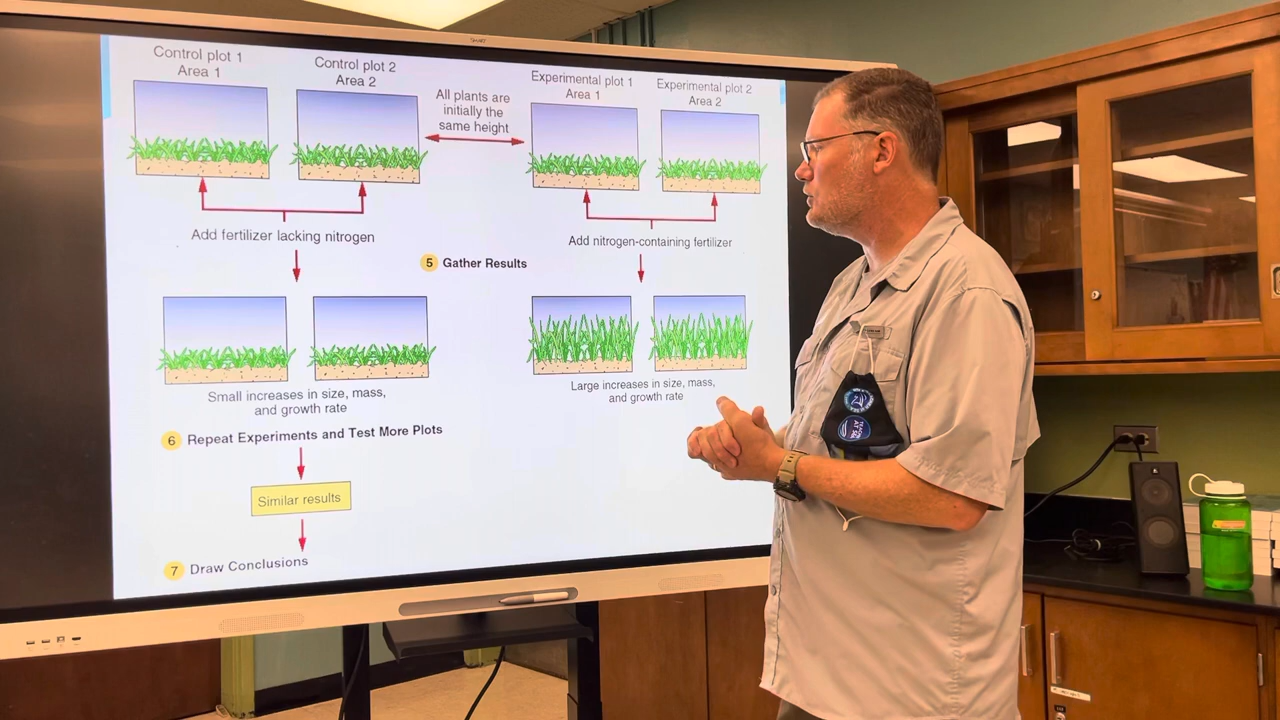 SMART
Control plot 1
Area 1
Control plot 2
Area 2
All plants are
initially the
same height
Experimental plot 1
Area 1
Experimental plot 2
Area 2
Add fertilizer lacking nitrogen
Add nitrogen-containing fertilizer
5 Gather Results
Small increases in size, mass,
and growth rate
Large increases in size, mass,
and growth rate
6 Repeat Experiments and Test More Plots
Similar results
7 Draw Conclusions
AT SEA